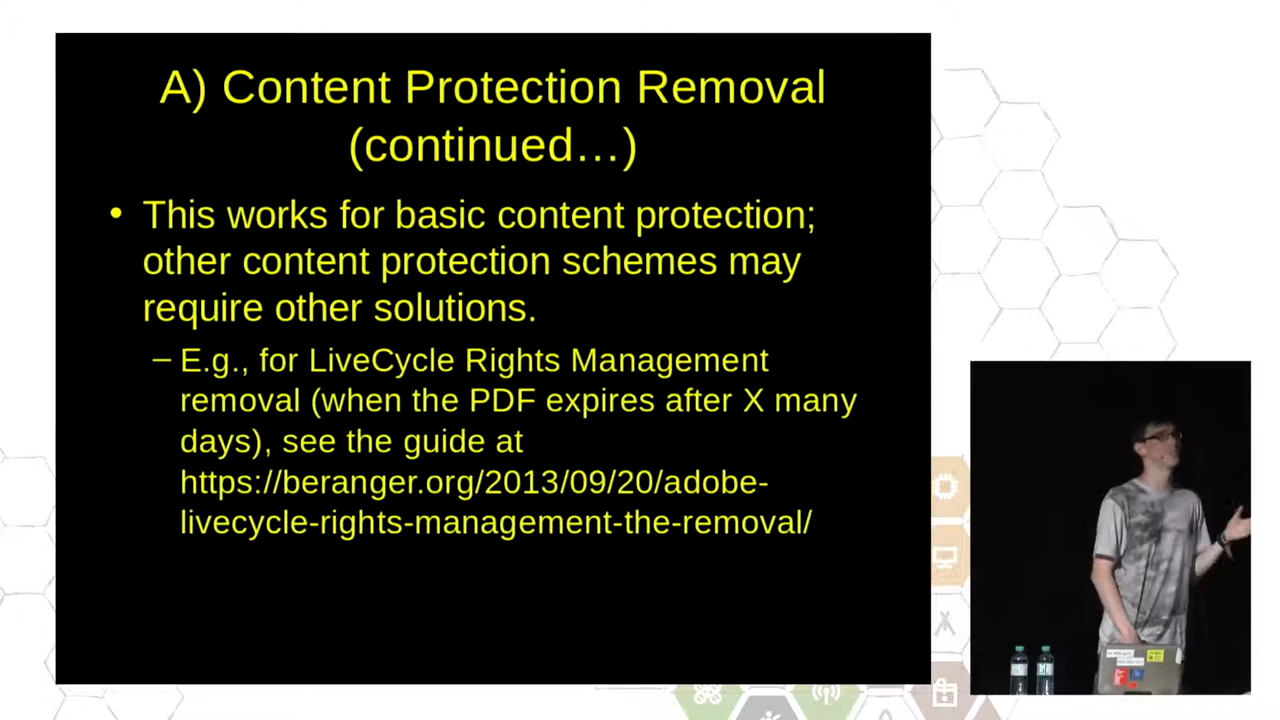 A) Content Protection Removal
(continued…)
• This works for basic content protection;
other content protection schemes may
require other solutions.
– E.g., for LiveCycle Rights Management
removal (when the PDF expires after X many
days), see the guide at
https://beranger.org/2013/09/20/adobe-
livecycle-rights-management-the-removal/